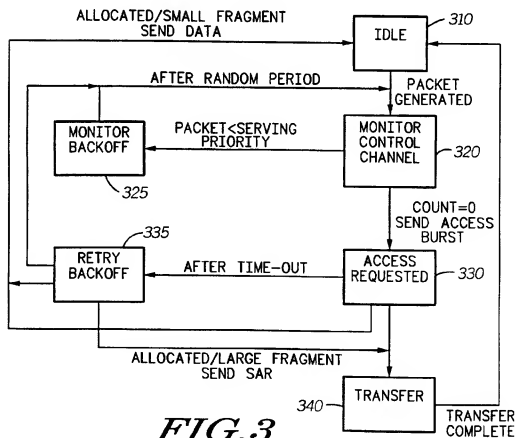 ALLOCATED/SMALL FRAGMENT
SEND DATA
IDLE
310
AFTER RANDOM PERIOD
PACKET
GENERATED
MONITOR
BACKOFF
325
PACKET<SERVING
PRIORITY
MONITOR
CONTROL
CHANNEL
320
COUNT=0
SEND ACCESS
BURST
335
RETRY
BACKOFF
AFTER TIME-OUT
ACCESS
REQUESTED
330
ALLOCATED/LARGE FRAGMENT
SEND SAR
TRANSFER
340
TRANSFER
COMPLETE
FIG.3